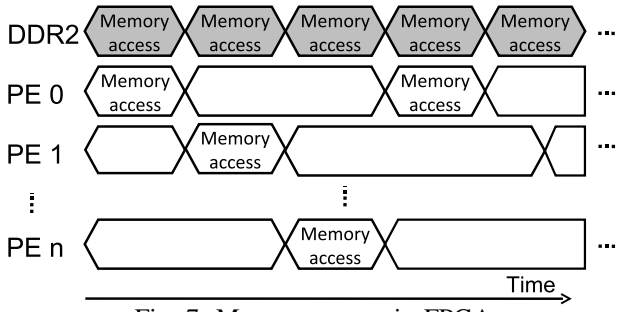 DDR2 Memory access Memory access Memory access Memory access Memory access ...
PE 0 Memory access Memory access ...
PE 1 Memory access ...
PE n Memory access ...
Time